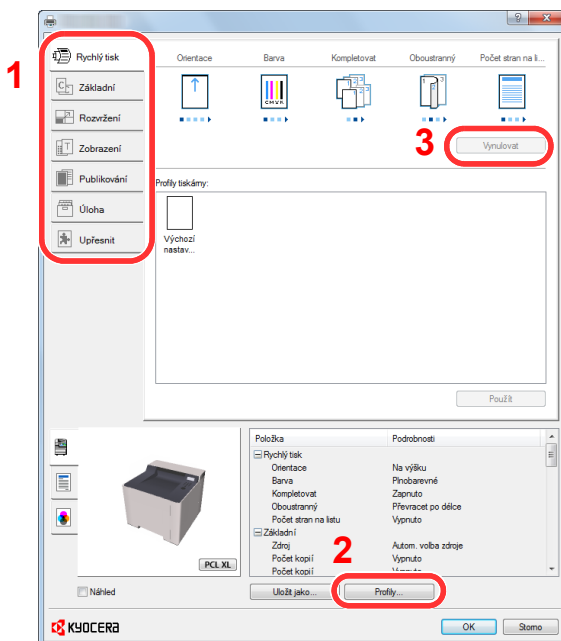 1
Rychlý tisk
Základní
Rozvržení
Zobrazení
Publikování
Úloha
Upřesnit
Orientace Barva Kompletovat Oboustranný Počet stran na li...
CMYK
3
Vynulovat
Profily tiskárny:
Výchozí
nastav...
Použít
Položka Podrobnosti
Rychlý tisk
Orientace Na výšku
Barva Plnobarevné
Kompletovat Zapnuto
Oboustranný Převracet po délce
Počet stran na listu Vypnuto
Základní
Zdroj Autom. volba zdroje
Počet kopií Vypnuto
Počet kopií Vypnuto
2
PCL XL
Náhled
Uložit jako... Profily...
KYOCERA
OK Storno